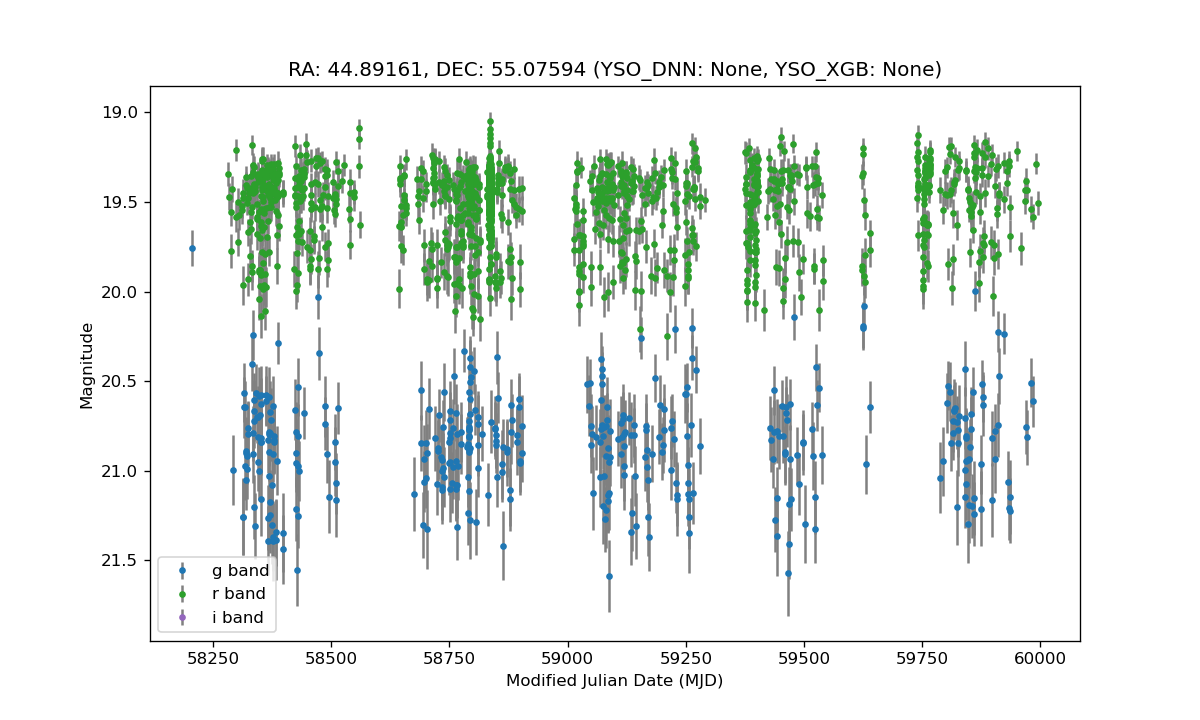 RA: 44.89161, DEC: 55.07594 (YSO_DNN: None, YSO_XGB: None)
19.0
19.5
20.0
20.5
21.0
21.5
Magnitude
g band
r band
i band
58250 58500 58750 59000 59250 59500 59750 60000
Modified Julian Date (MJD)